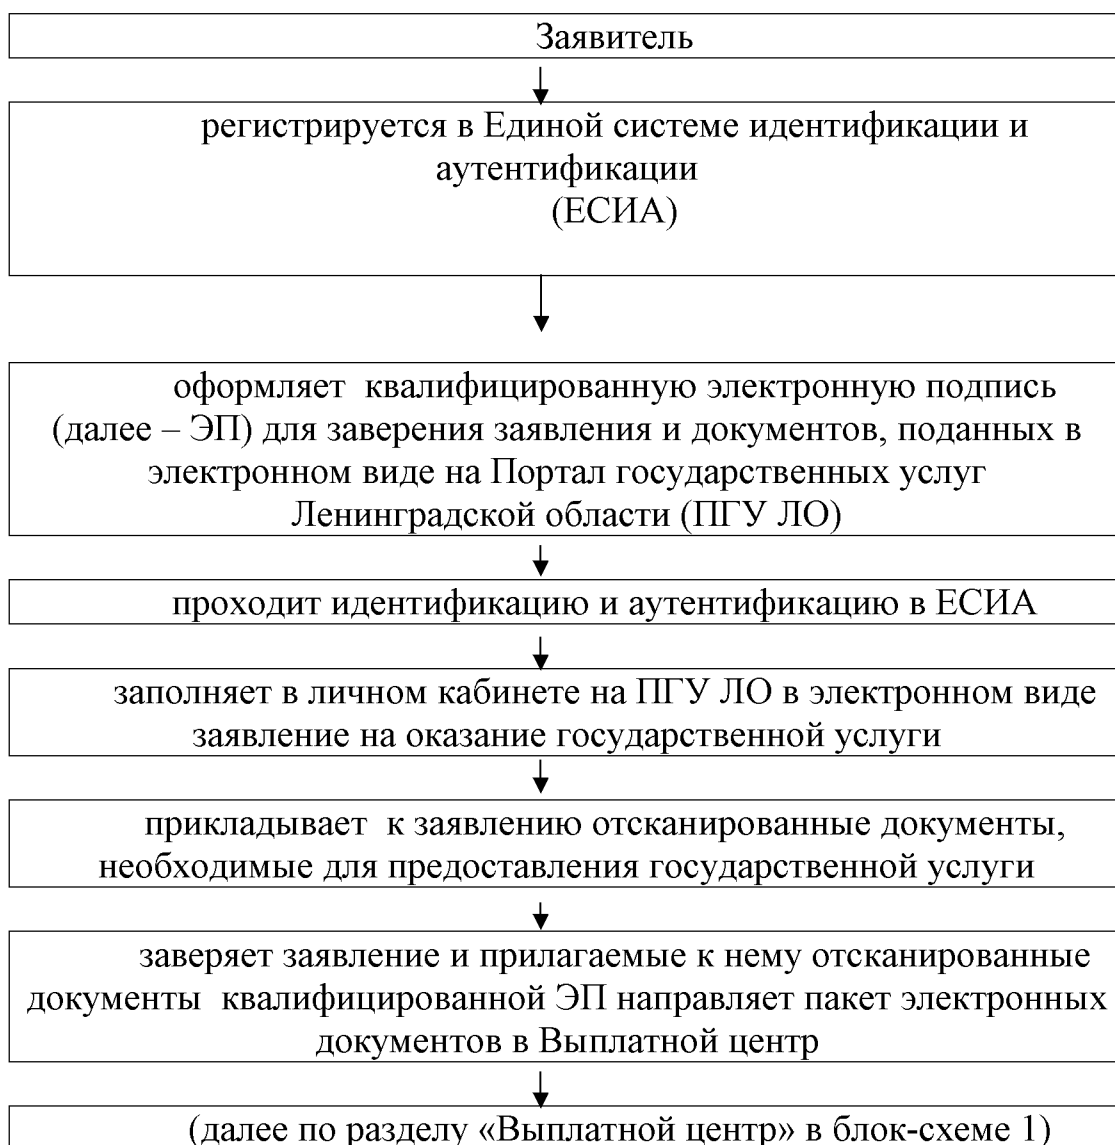 Заявитель
регистрируется в Единой системе идентификации и
аутентификации
(ЕСИА)
оформляет  квалифицированную электронную подпись
(далее – ЭП) для заверения заявления и документов, поданных в
электронном виде на Портал государственных услуг
Ленинградской области (ПГУ ЛО)
проходит идентификацию и аутентификацию в ЕСИА
заполняет в личном кабинете на ПГУ ЛО в электронном виде
заявление на оказание государственной услуги
прикладывает  к заявлению отсканированные документы,
необходимые для предоставления государственной услуги
заверяет заявление и прилагаемые к нему отсканированные
документы  квалифицированной ЭП направляет пакет электронных
документов в Выплатной центр
(далее по разделу «Выплатной центр» в блок-схеме 1)